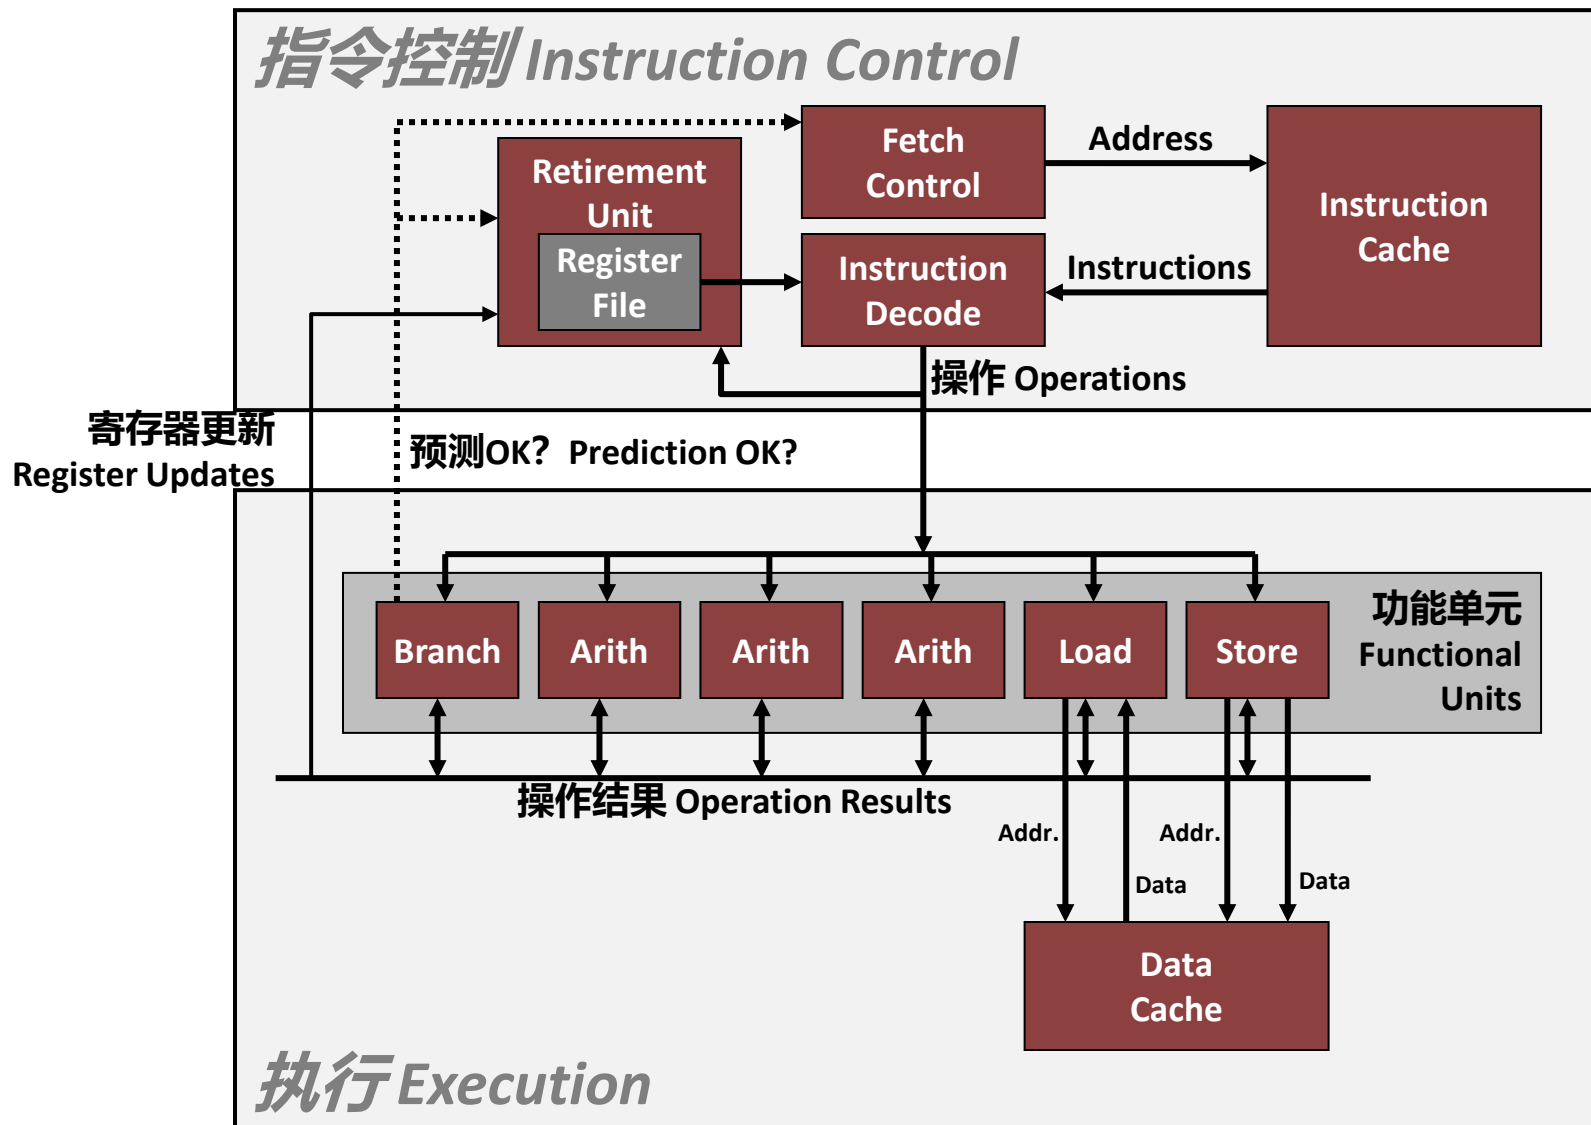 指令控制 Instruction Control
Fetch
Control
Address
Instruction
Cache
Retirement
Unit
Register
File
Instruction
Decode
Instructions
操作 Operations
寄存器更新
Register Updates
预测OK？ Prediction OK?
Branch
Arith
Arith
Arith
Load
Store
功能单元
Functional
Units
操作结果 Operation Results
Addr.
Addr.
Data
Data
Data
Cache
执行 Execution